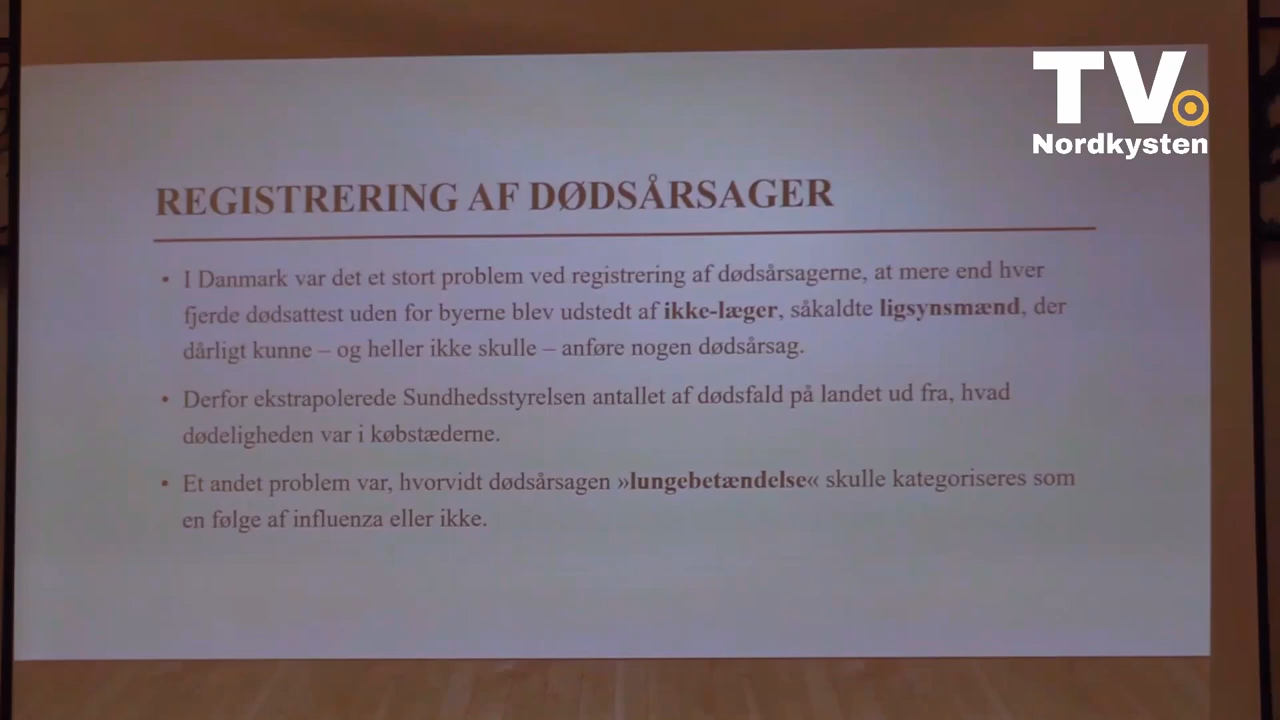 TV
Nordkysten
REGISTRERING AF DØDSÅRSAGER
• I Danmark var det et stort problem ved registrering af dødsårsagerne, at mere end hver
fjerde dødsattest uden for byerne blev udstedt af ikke-læger, såkaldte ligsynsmænd, der
dårligt kunne – og heller ikke skulle – anføre nogen dødsårsag.
• Derfor ekstrapolerede Sundhedsstyrelsen antallet af dødsfald på landet ud fra, hvad
dødeligheden var i købstæderne.
• Et andet problem var, hvorvidt dødsårsagen »lungebetændelse« skulle kategoriseres som
en følge af influenza eller ikke.